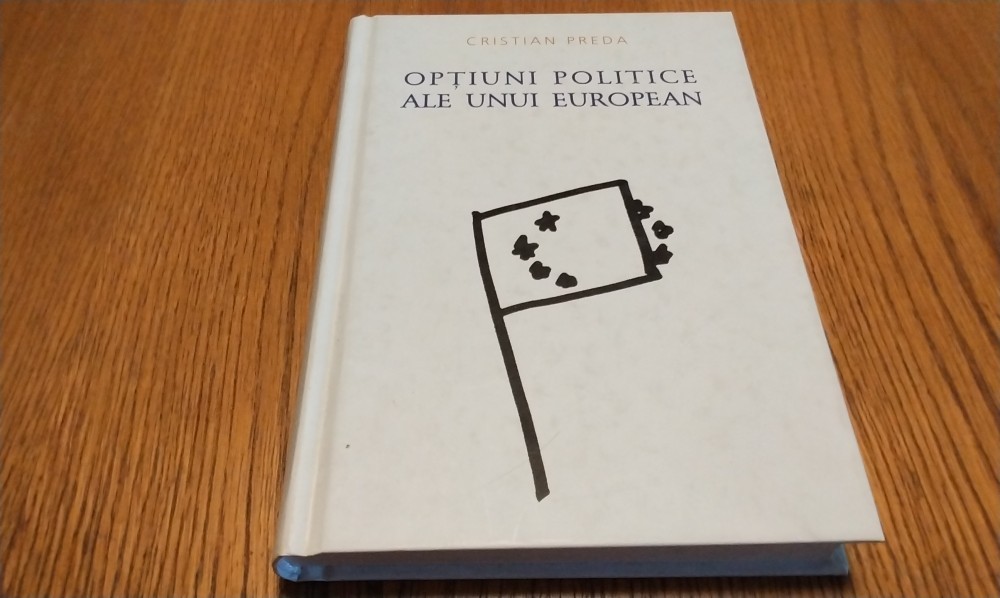 CRISTIAN PREDA
OPȚIUNI POLITICE
ALE UNUI EUROPEAN